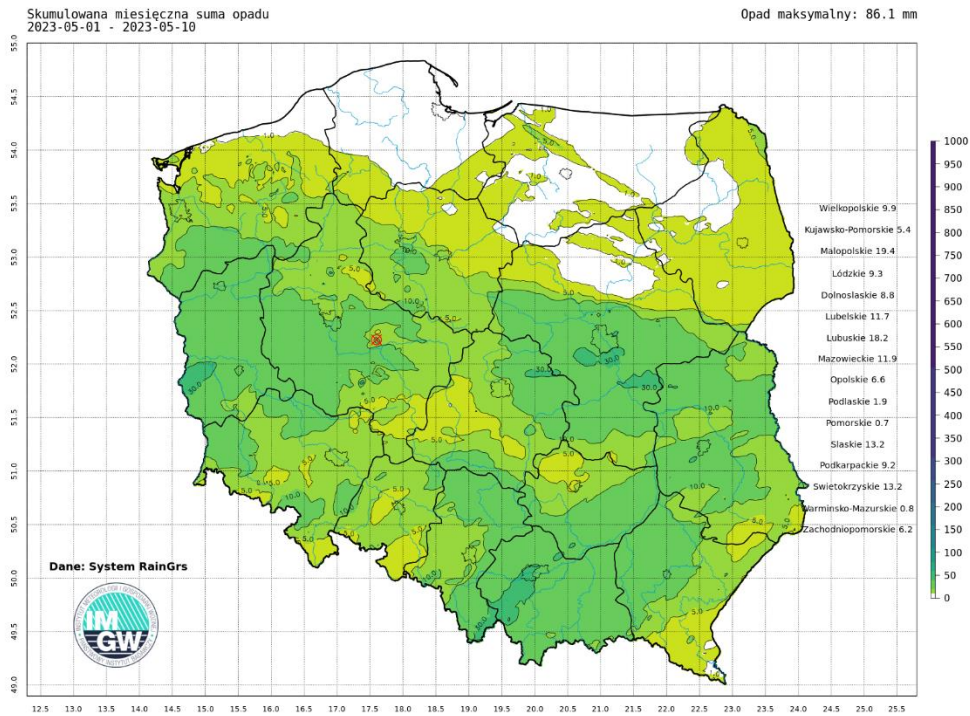 Skumulowana miesięczna suma opadu
2023-05-01 - 2023-05-10
Opad maksymalny: 86.1 mm
55.0
54.5
54.0
53.5
53.0
52.5
52.0
51.5
51.0
50.5
50.0
49.5
49.0
1000
950
900
850
800
750
700
650
600
550
500
450
400
350
300
250
200
150
100
50
0
Wielkopolskie 9.9
Kujawsko-Pomorskie 5.4
Malopolskie 19.4
Lódzkie 9.3
Dolnoslaskie 8.8
Lubelskie 11.7
Lubuskie 18.2
Mazowieckie 11.9
Opolskie 6.6
Podlaskie 1.9
Pomorskie 0.7
Slaskie 13.2
Podkarpackie 9.2
Swietokrzyskie 13.2
Warminsko-Mazurskie 0.8
Zachodniopomorskie 6.2
Dane: System RainGrs
IM
GW
12.5 13.0 13.5 14.0 14.5 15.0 15.5 16.0 16.5 17.0 17.5 18.0 18.5 19.0 19.5 20.0 20.5 21.0 21.5 22.0 22.5 23.0 23.5 24.0 24.5 25.0 25.5